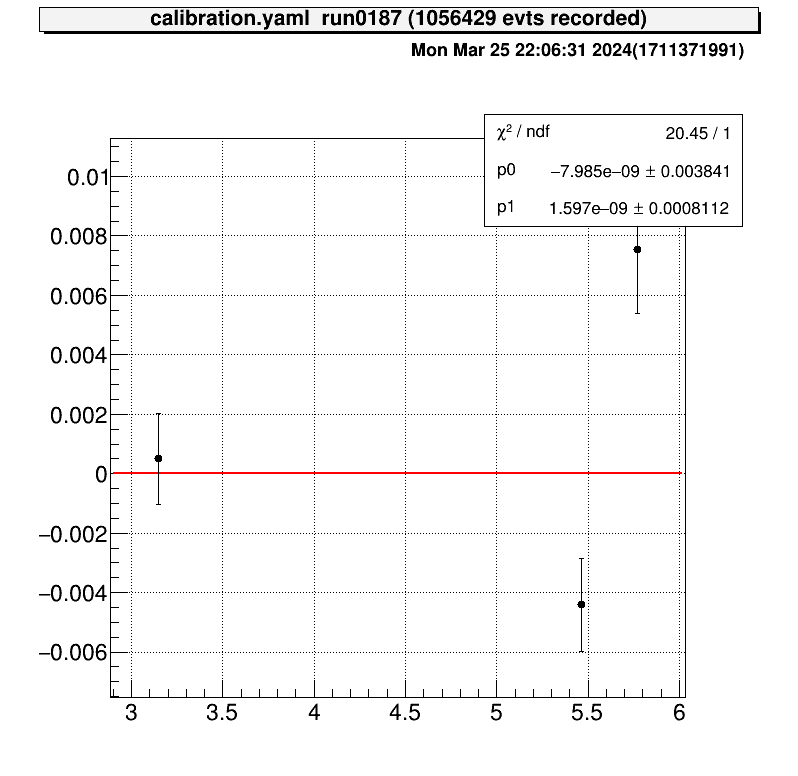 calibration.yaml run0187 (1056429 evts recorded)
Mon Mar 25 22:06:31 2024(1711371991)
χ² / ndf 20.45 / 1
p0 −7.985e−09 ± 0.003841
p1 1.597e−09 ± 0.0008112
0.01
0.008
0.006
0.004
0.002
0
−0.002
−0.004
−0.006
3 3.5 4 4.5 5 5.5 6